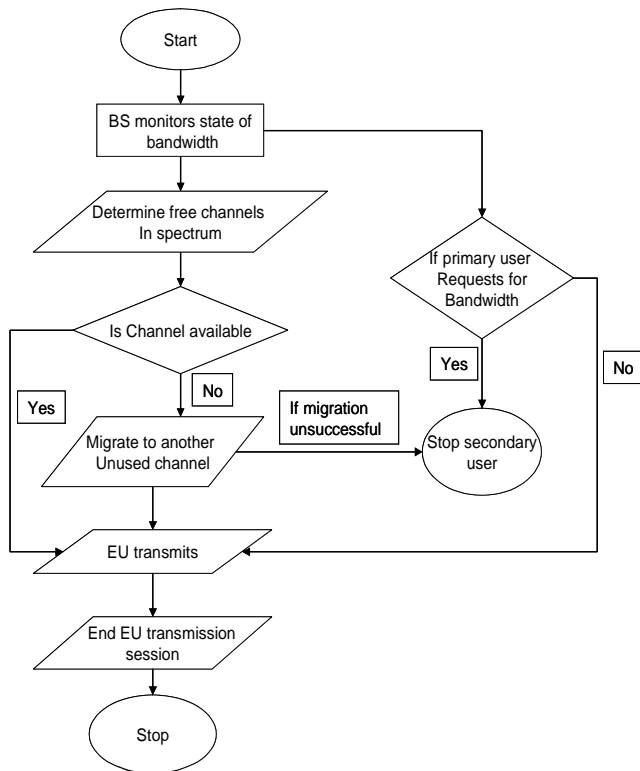 Start
BS monitors state of
bandwidth
Determine free channels
In spectrum
If primary user
Requests for
Bandwidth
Is Channel available
Yes
No
Yes
No
If migration
unsuccessful
Migrate to another
Unused channel
Stop secondary
user
EU transmits
End EU transmission
session
Stop